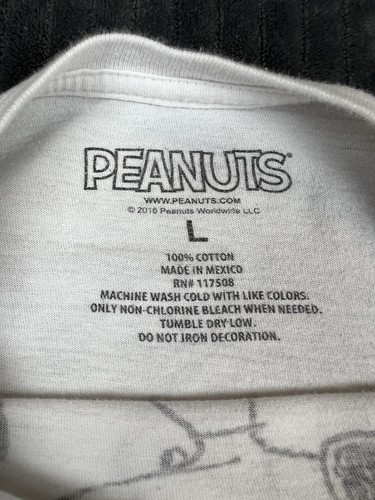 PEANUTS®
WWW.PEANUTS.COM
© 2016 Peanuts Worldwide LLC
L
100% COTTON
MADE IN MEXICO
RN# 117508
MACHINE WASH COLD WITH LIKE COLORS.
ONLY NON-CHLORINE BLEACH WHEN NEEDED.
TUMBLE DRY LOW.
DO NOT IRON DECORATION.